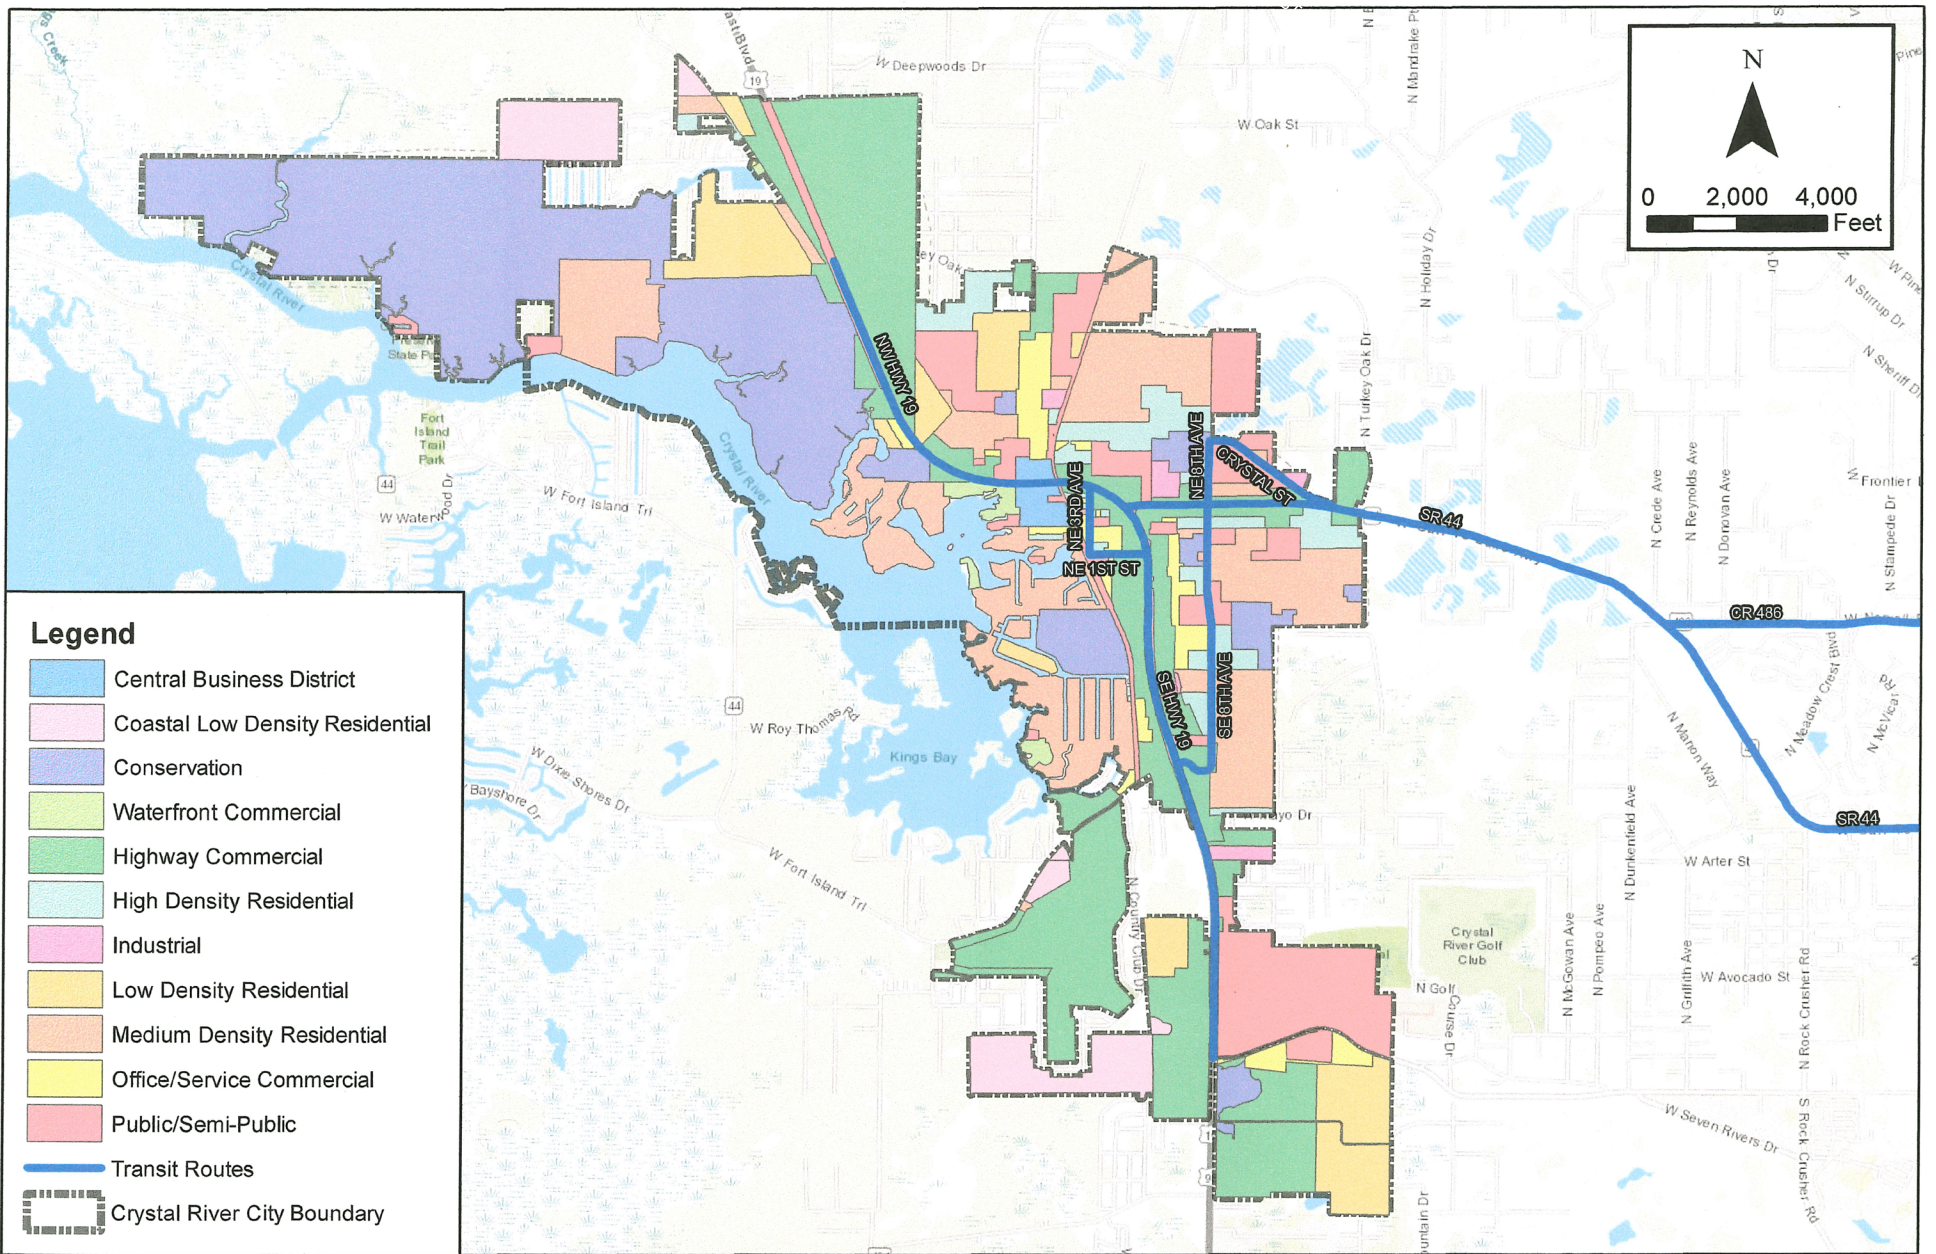 Creek
19
W Deepwoods Dr
N Mandrake Pt
W Oak St
N
0 2,000 4,000
Feet
Pine
W Pine
N Stirrup Dr
N Sheriff D
N Holiday Dr
N Turkey Oak Dr
Crystal River
State Pa
Fort
Island
Trail
Park
44
W Fort Island Trl
Crystal River
NW HWY 19
NE 3RD AVE
NE 8TH AVE
CRYSTAL ST
SR 44
NE 1ST ST
N Crede Ave
N Reynolds Ave
N Donovan Ave
N Frontier
N Stampede Dr
CR 486
N Meadow Crest Blvd
N McVicar
Rd
N Manon Way
SE HWY 19
SE 8TH AVE
SR 44
44
W Roy Thomas Rd
Kings Bay
W Dixie Shores Dr
Bayshore Dr
W Fort Island Trl
N Country Club Dr
N Dunkenfield Ave
W Arter St
Crystal
River Golf
Club
N Golf
Course Dr
N McGowan Ave
N Pompeo Ave
N Griffith Ave
W Avocado St
N Rock Crusher Rd
W Seven Rivers Dr
S Rock Crusher Rd
Legend
Central Business District
Coastal Low Density Residential
Conservation
Waterfront Commercial
Highway Commercial
High Density Residential
Industrial
Low Density Residential
Medium Density Residential
Office/Service Commercial
Public/Semi-Public
Transit Routes
Crystal River City Boundary